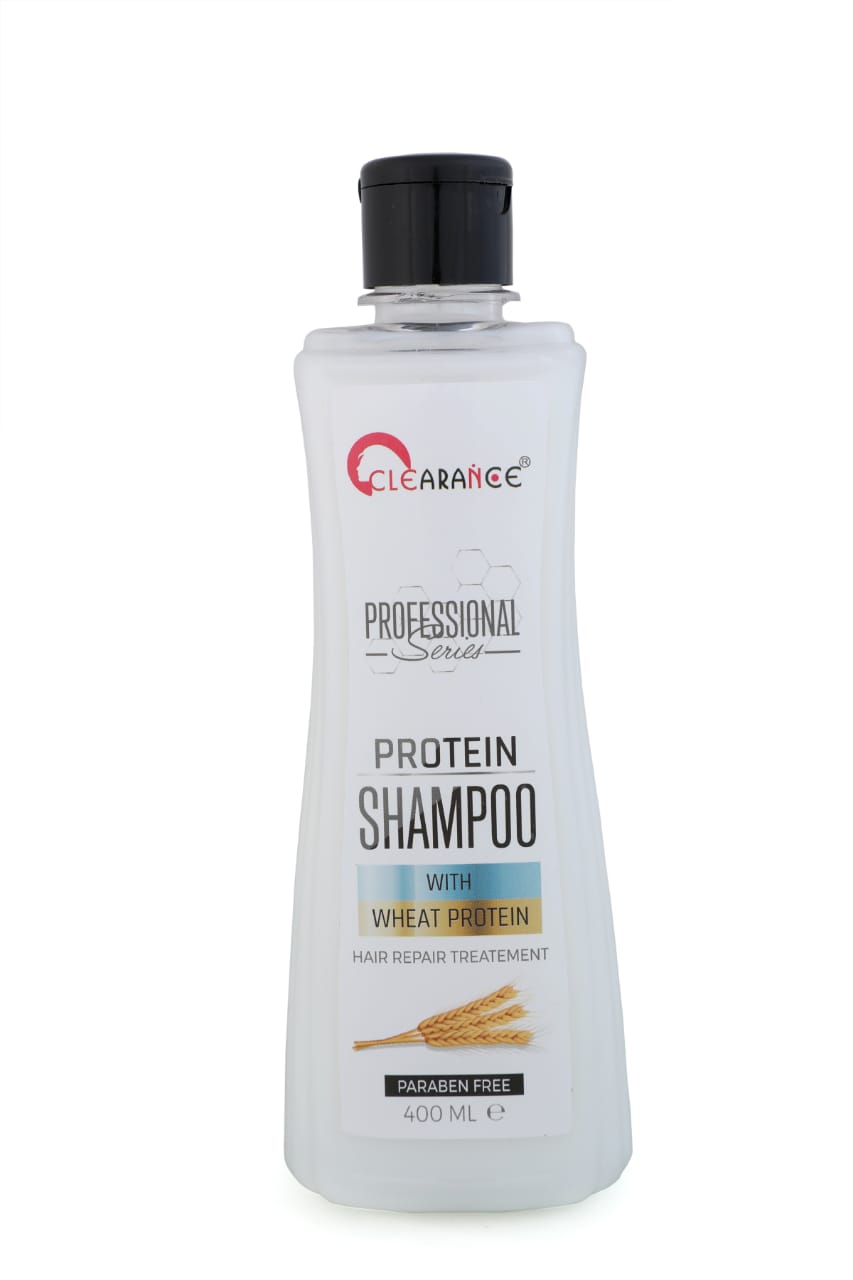 CLEARANCE®
PROFESSIONAL
Series
PROTEIN
SHAMPOO
WITH
WHEAT PROTEIN
HAIR REPAIR TREATEMENT
PARABEN FREE
400 ML ℮